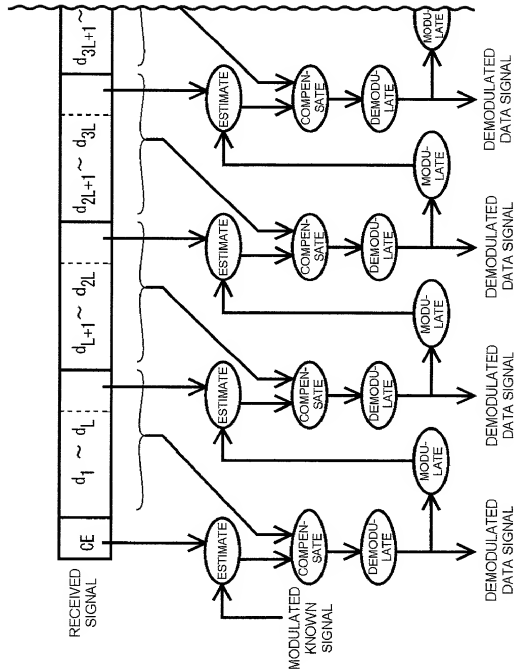 RECEIVED
SIGNAL
CE
d1 ~ dL
dL+1 ~ d2L
d2L+1 ~ d3L
d3L+1 ~
MODULATED
KNOWN
SIGNAL
ESTIMATE
COMPEN-
SATE
DEMODU-
LATE
MODU-
LATE
DEMODULATED
DATA SIGNAL
ESTIMATE
COMPEN-
SATE
DEMODU-
LATE
MODU-
LATE
DEMODULATED
DATA SIGNAL
ESTIMATE
COMPEN-
SATE
DEMODU-
LATE
MODU-
LATE
DEMODULATED
DATA SIGNAL
ESTIMATE
COMPEN-
SATE
DEMODU-
LATE
MODU-
LATE
DEMODULATED
DATA SIGNAL